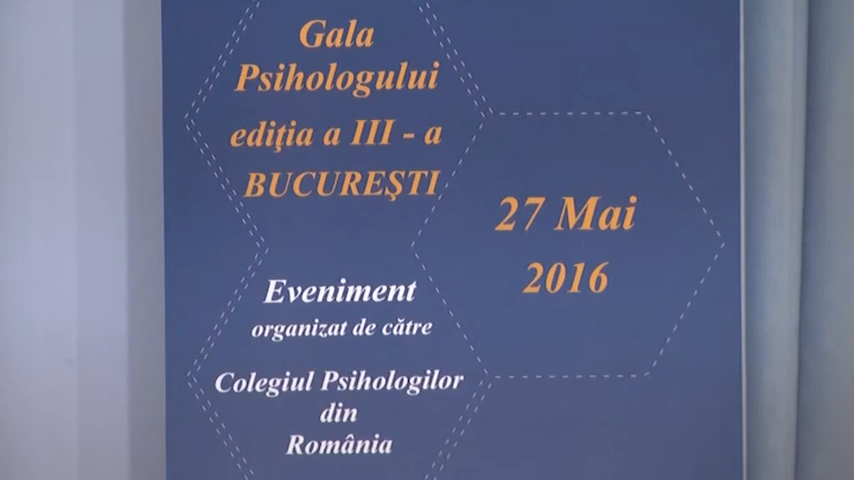 Gala
Psihologului
ediţia a III - a
BUCUREŞTI
27 Mai
2016
Eveniment
organizat de către
Colegiul Psihologilor
din
România